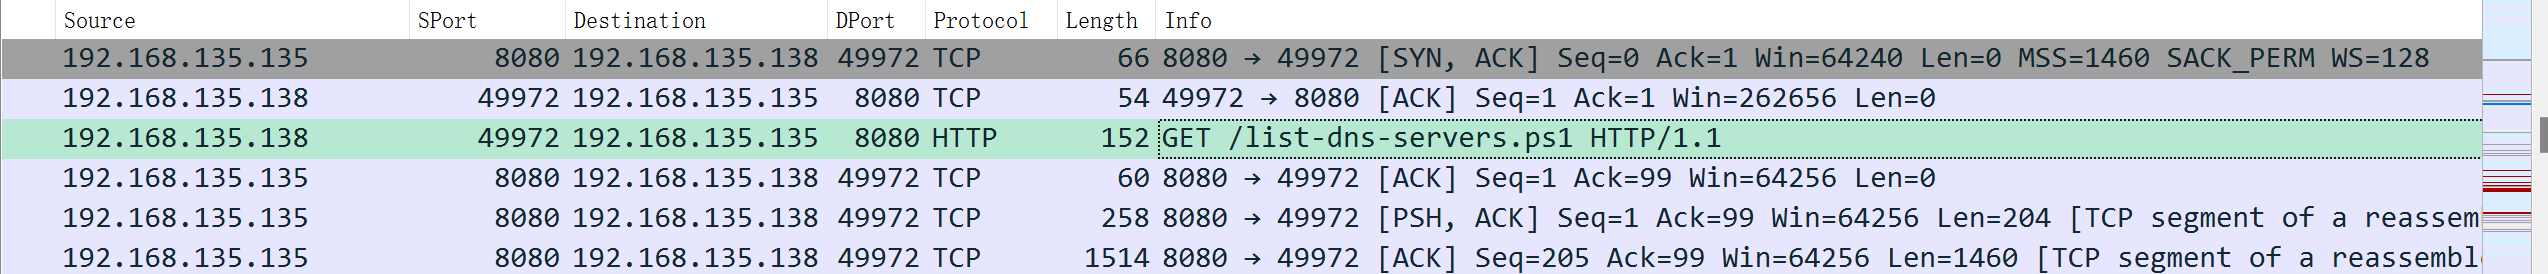 Source SPort Destination DPort Protocol Length Info
192.168.135.135 8080 192.168.135.138 49972 TCP 66 8080 → 49972 [SYN, ACK] Seq=0 Ack=1 Win=64240 Len=0 MSS=1460 SACK_PERM WS=128
192.168.135.138 49972 192.168.135.135 8080 TCP 54 49972 → 8080 [ACK] Seq=1 Ack=1 Win=262656 Len=0
192.168.135.138 49972 192.168.135.135 8080 HTTP 152 GET /list-dns-servers.ps1 HTTP/1.1
192.168.135.135 8080 192.168.135.138 49972 TCP 60 8080 → 49972 [ACK] Seq=1 Ack=99 Win=64256 Len=0
192.168.135.135 8080 192.168.135.138 49972 TCP 258 8080 → 49972 [PSH, ACK] Seq=1 Ack=99 Win=64256 Len=204 [TCP segment of a reassem
192.168.135.135 8080 192.168.135.138 49972 TCP 1514 8080 → 49972 [ACK] Seq=205 Ack=99 Win=64256 Len=1460 [TCP segment of a reassembl